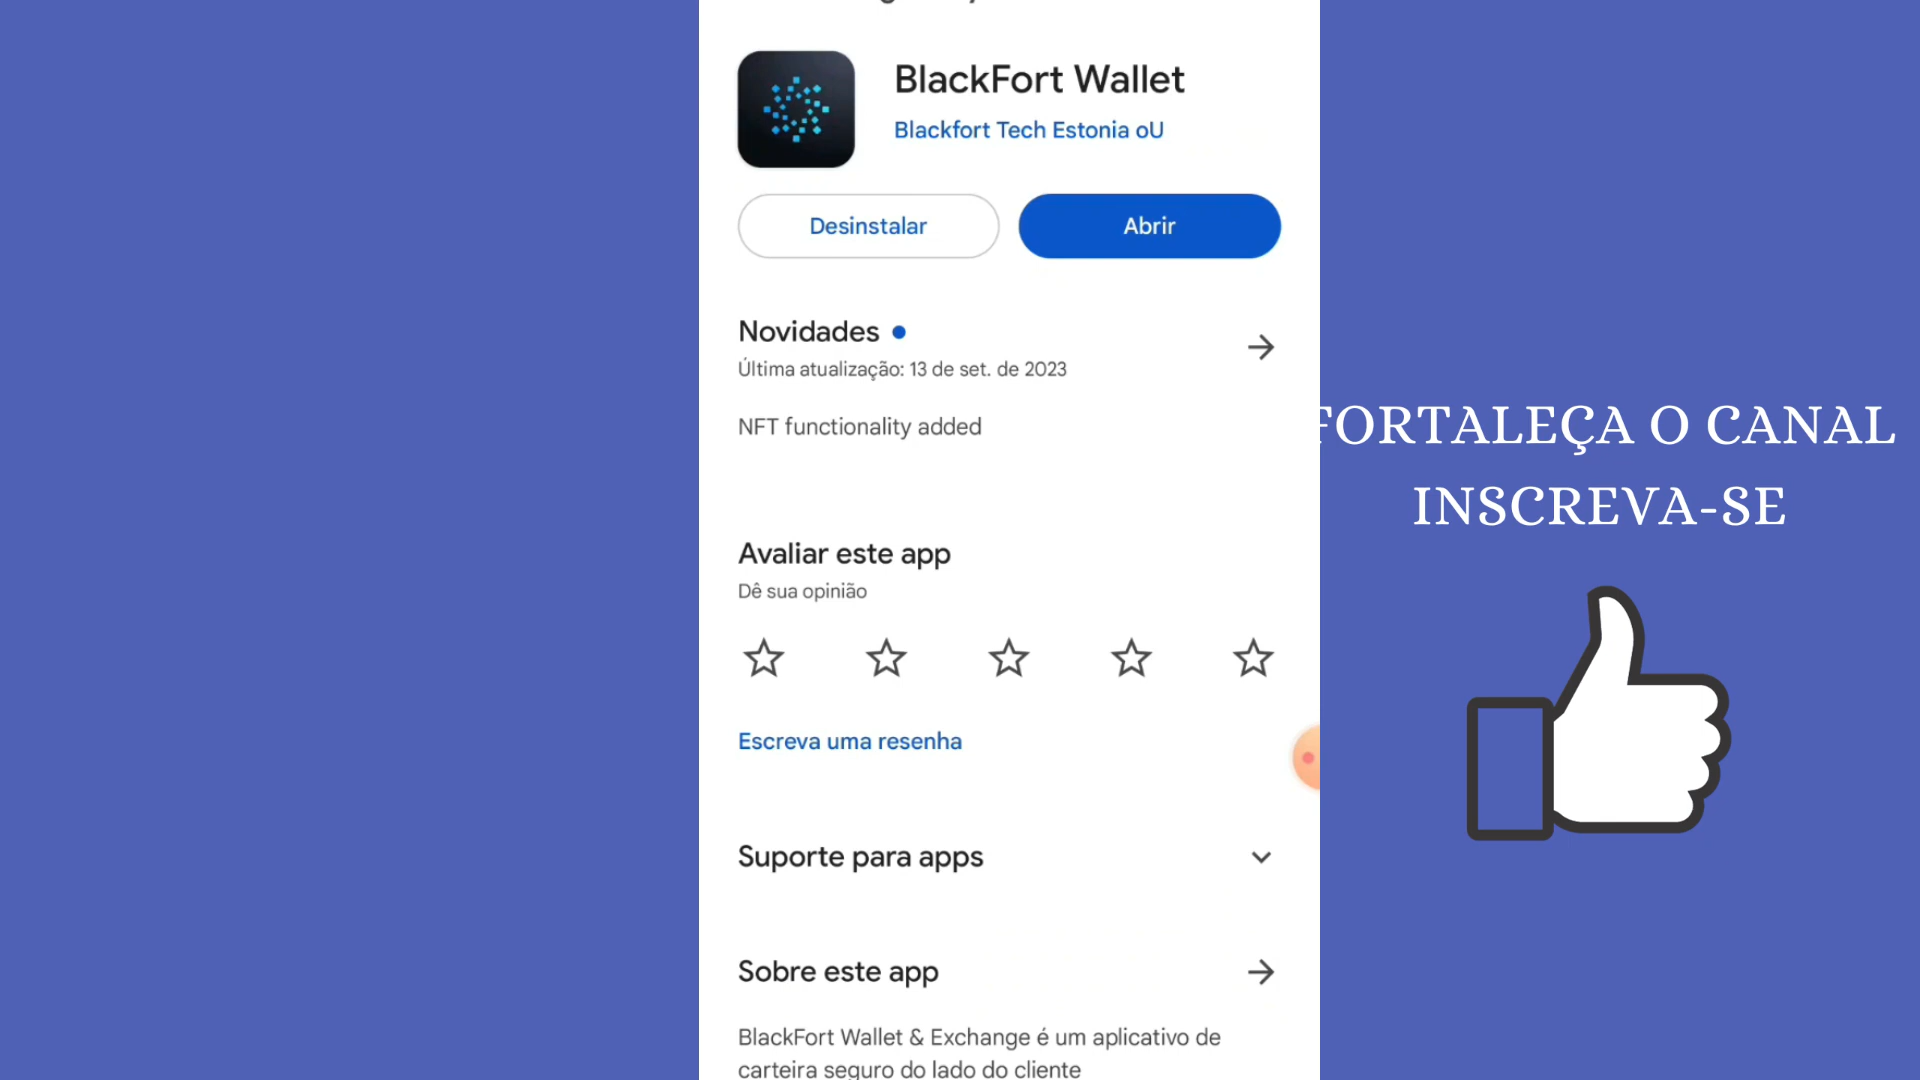 BlackFort Wallet
Blackfort Tech Estonia oU
Desinstalar
Abrir
Novidades
Última atualização: 13 de set. de 2023
NFT functionality added
Avaliar este app
Dê sua opinião
Escreva uma resenha
Suporte para apps
Sobre este app
BlackFort Wallet & Exchange é um aplicativo de
carteira seguro do lado do cliente
FORTALEÇA O CANAL
INSCREVA-SE